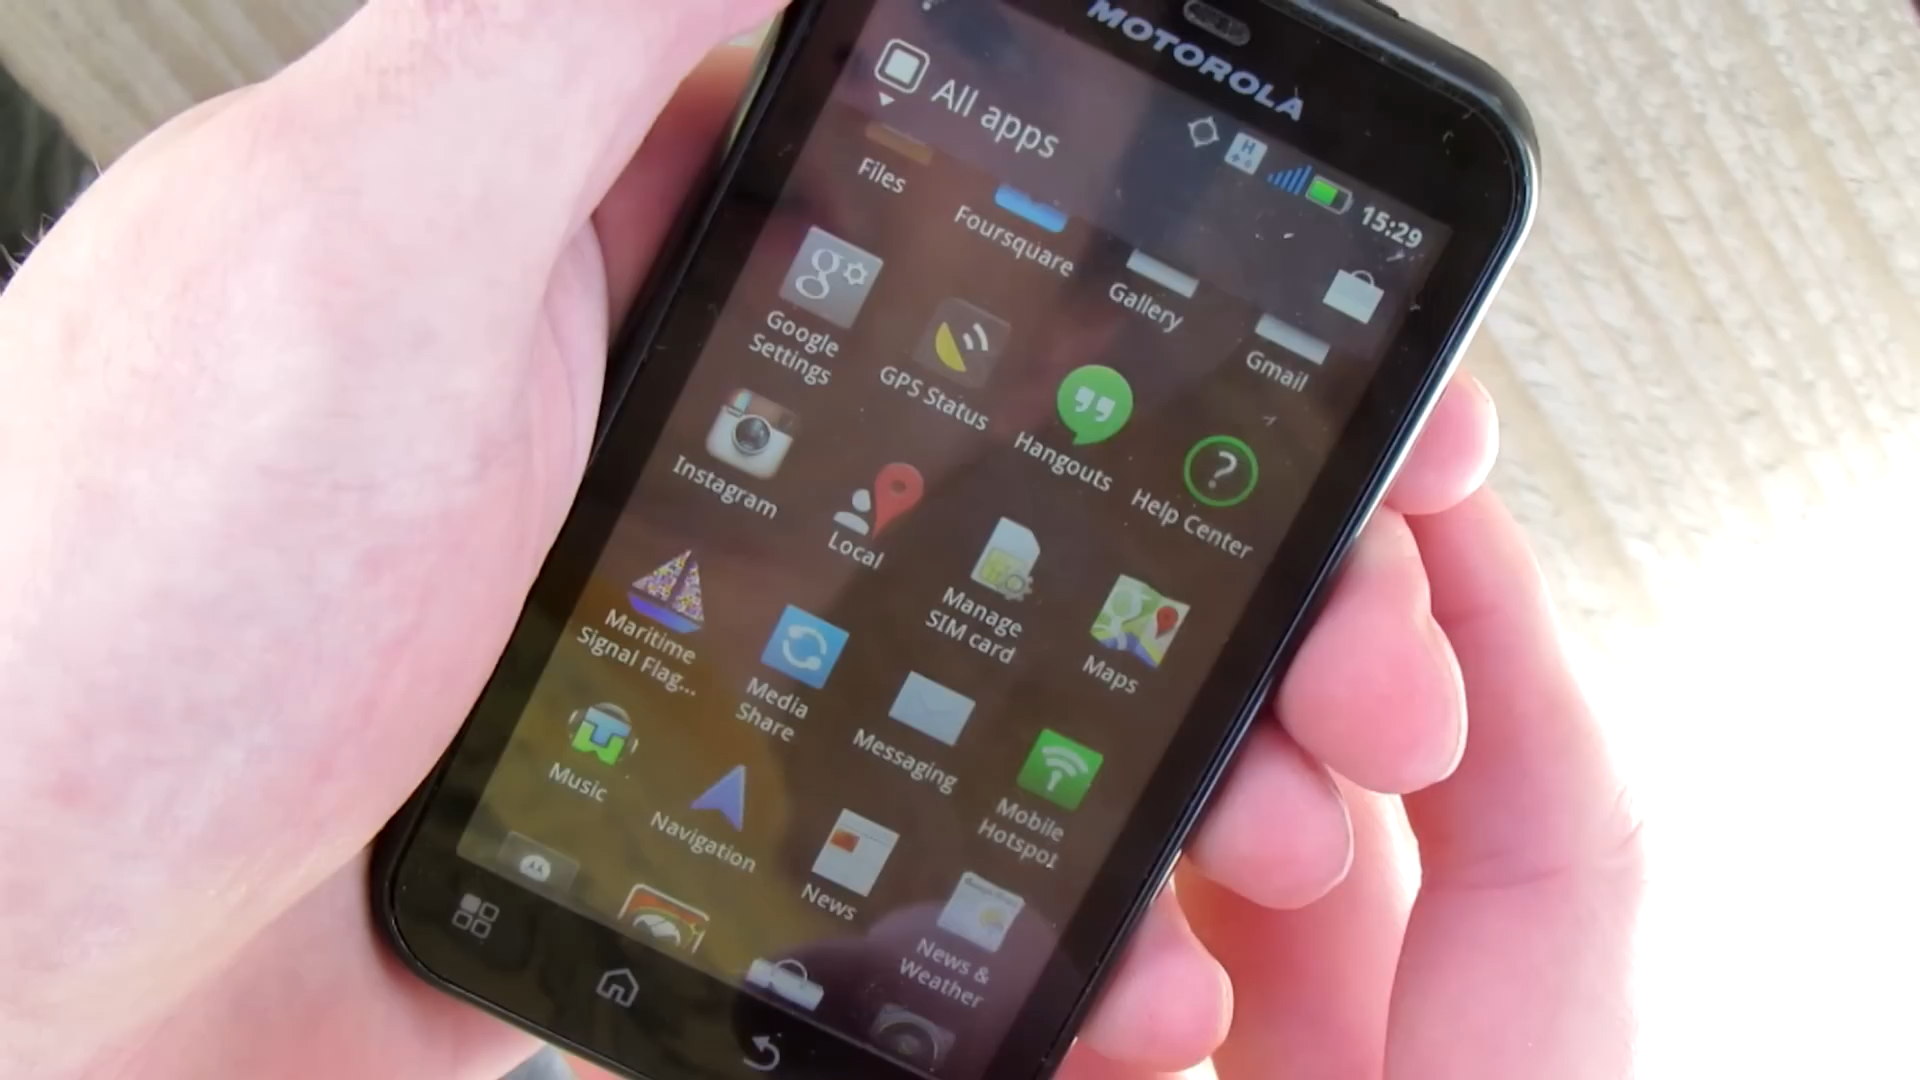 MOTOROLA
All apps
H
15:29
Files
Foursquare
Gallery
Gmail
Google
Settings
GPS Status
Hangouts
Help Center
Instagram
Local
Manage
SIM card
Maps
Maritime
Signal Flag...
Media
Share
Messaging
Mobile
Hotspot
Music
Navigation
News
News &
Weather